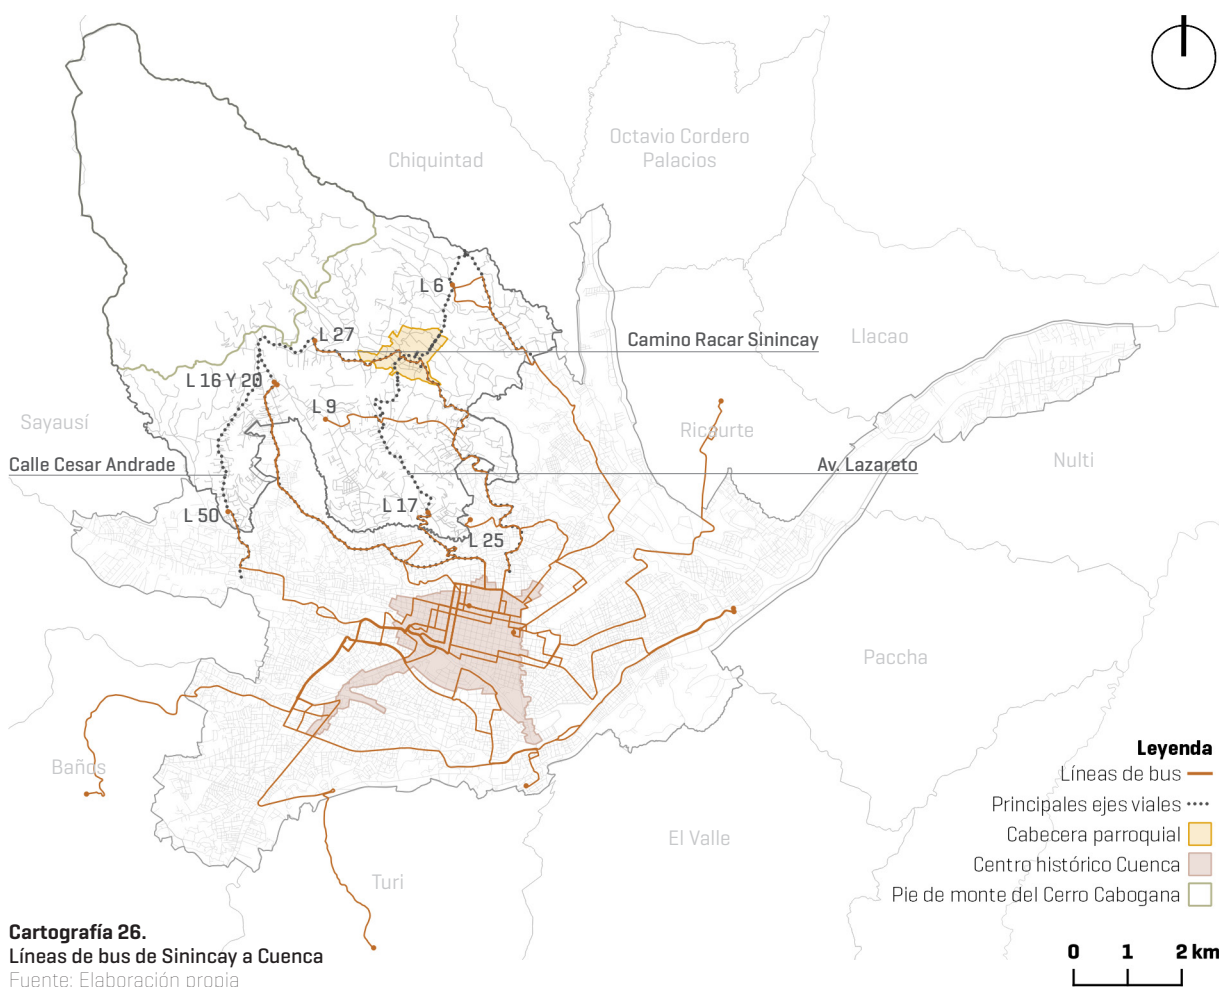 Octavio Cordero
Palacios
Chiquintad
L 6
L 27
Camino Racar Sinincay
Llacao
L 16 Y 20
L 9
Sayausí
Ricaurte
Calle Cesar Andrade
Av. Lazareto
Nulti
L 17
L 50
L 25
Paccha
Baños
El Valle
Turi
Leyenda
Líneas de bus
Principales ejes viales
Cabecera parroquial
Centro histórico Cuenca
Pie de monte del Cerro Cabogana
Cartografía 26.
Líneas de bus de Sinincay a Cuenca
Fuente: Elaboración propia
0 1 2 km